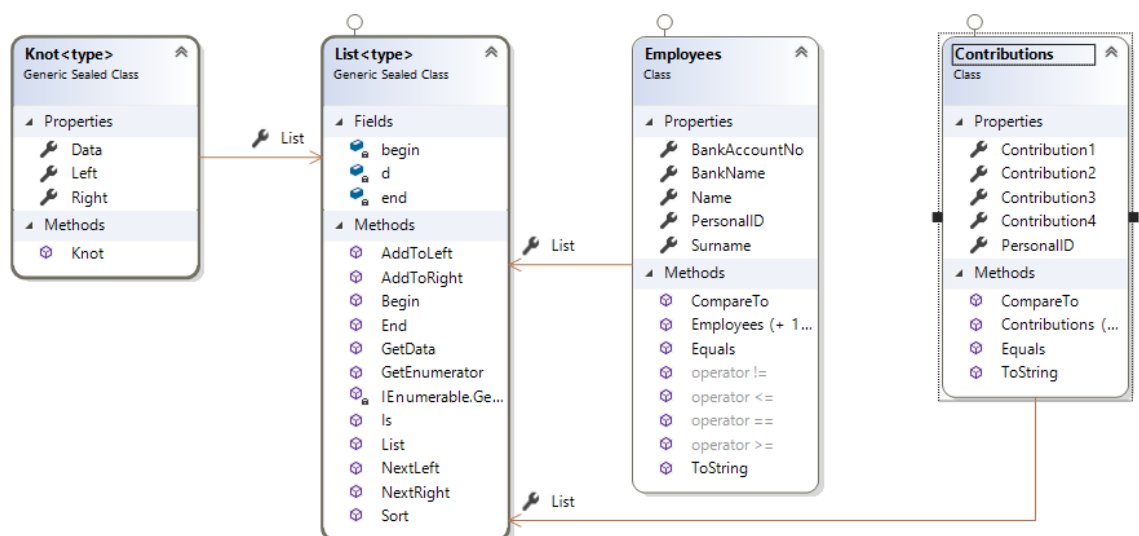 Knot<type>
Generic Sealed Class
Properties
Data
Left
Right
Methods
Knot
List
List<type>
Generic Sealed Class
Fields
begin
d
end
Methods
AddToLeft
AddToRight
Begin
End
GetData
GetEnumerator
IEnumerable.Ge...
Is
List
NextLeft
NextRight
Sort
List
Employees
Class
Properties
BankAccountNo
BankName
Name
PersonalID
Surname
Methods
CompareTo
Employees (+ 1...
Equals
operator !=
operator <=
operator ==
operator >=
ToString
List
Contributions
Class
Properties
Contribution1
Contribution2
Contribution3
Contribution4
PersonalID
Methods
CompareTo
Contributions (...
Equals
ToString